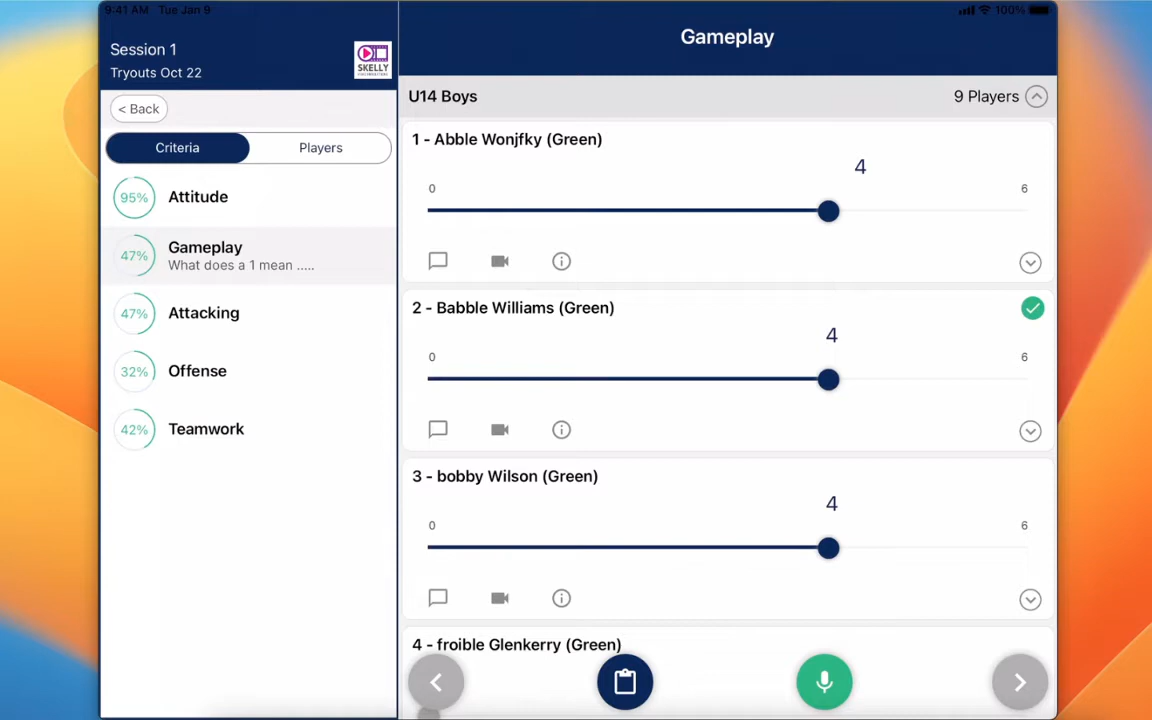 9:41 AM Tue Jan 9
100%
Session 1
Tryouts Oct 22
SKELLY
< Back
Criteria
Players
95%
Attitude
47%
Gameplay
What does a 1 mean .....
47%
Attacking
32%
Offense
42%
Teamwork
Gameplay
U14 Boys
9 Players
1 - Abble Wonjfky (Green)
4
0
6
2 - Babble Williams (Green)
4
0
6
3 - bobby Wilson (Green)
4
0
6
4 - froible Glenkerry (Green)